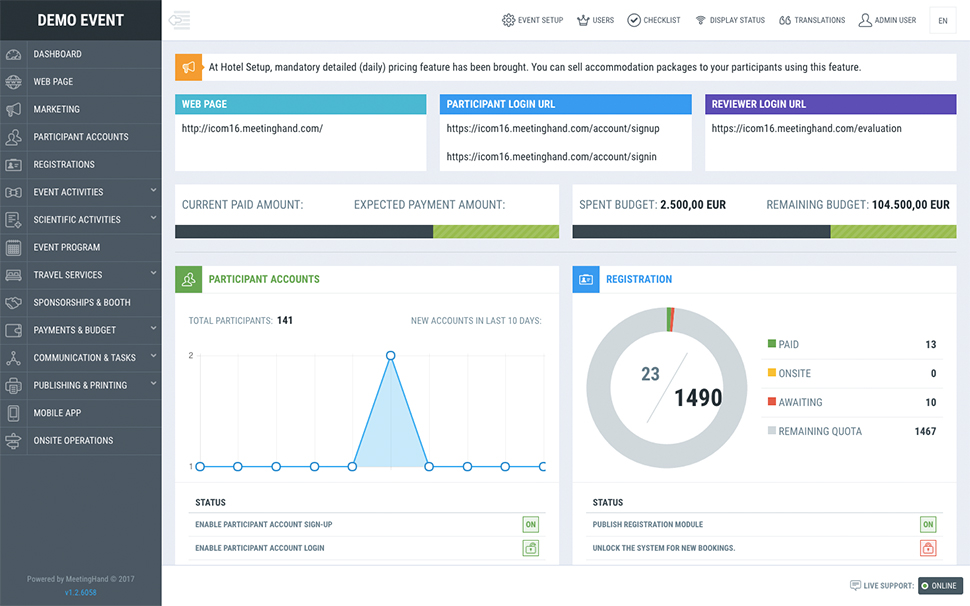 DEMO EVENT
EVENT SETUP
USERS
CHECKLIST
DISPLAY STATUS
TRANSLATIONS
ADMIN USER
EN
DASHBOARD
WEB PAGE
MARKETING
PARTICIPANT ACCOUNTS
REGISTRATIONS
EVENT ACTIVITIES
SCIENTIFIC ACTIVITIES
EVENT PROGRAM
TRAVEL SERVICES
SPONSORSHIPS & BOOTH
PAYMENTS & BUDGET
COMMUNICATION & TASKS
PUBLISHING & PRINTING
MOBILE APP
ONSITE OPERATIONS
Powered by MeetingHand © 2017
v1.2.6058
At Hotel Setup, mandatory detailed (daily) pricing feature has been brought. You can sell accommodation packages to your participants using this feature.
WEB PAGE
http://icom16.meetinghand.com/
PARTICIPANT LOGIN URL
https://icom16.meetinghand.com/account/signup
https://icom16.meetinghand.com/account/signin
REVIEWER LOGIN URL
https://icom16.meetinghand.com/evaluation
CURRENT PAID AMOUNT:
EXPECTED PAYMENT AMOUNT:
SPENT BUDGET: 2.500,00 EUR
REMAINING BUDGET: 104.500,00 EUR
PARTICIPANT ACCOUNTS
TOTAL PARTICIPANTS: 141
NEW ACCOUNTS IN LAST 10 DAYS:
2
1
STATUS
ENABLE PARTICIPANT ACCOUNT SIGN-UP
ON
ENABLE PARTICIPANT ACCOUNT LOGIN
REGISTRATION
23
1490
PAID 13
ONSITE 0
AWAITING 10
REMAINING QUOTA 1467
STATUS
PUBLISH REGISTRATION MODULE
ON
UNLOCK THE SYSTEM FOR NEW BOOKINGS.
LIVE SUPPORT:
ONLINE